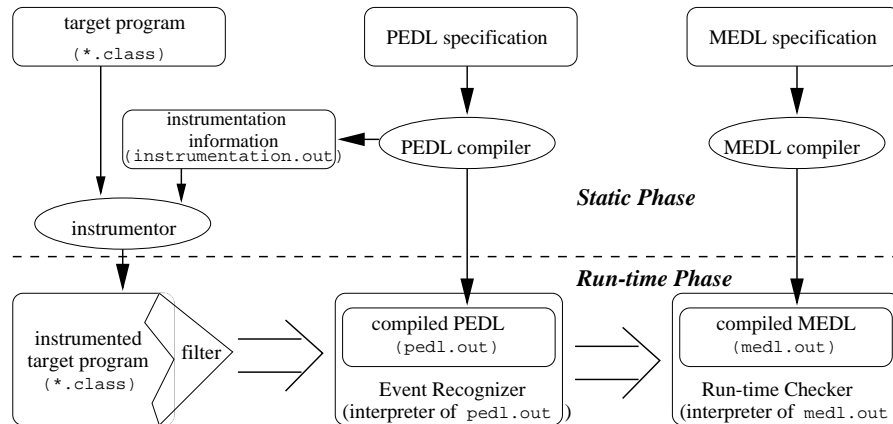 target program
(*.class)
PEDL specification
MEDL specification
instrumentation
information
(instrumentation.out)
PEDL compiler
MEDL compiler
Static Phase
instrumentor
Run-time Phase
instrumented
target program
(*.class)
filter
compiled PEDL
(pedl.out)
Event Recognizer
(interpreter of pedl.out )
compiled MEDL
(medl.out)
Run-time Checker
(interpreter of medl.out